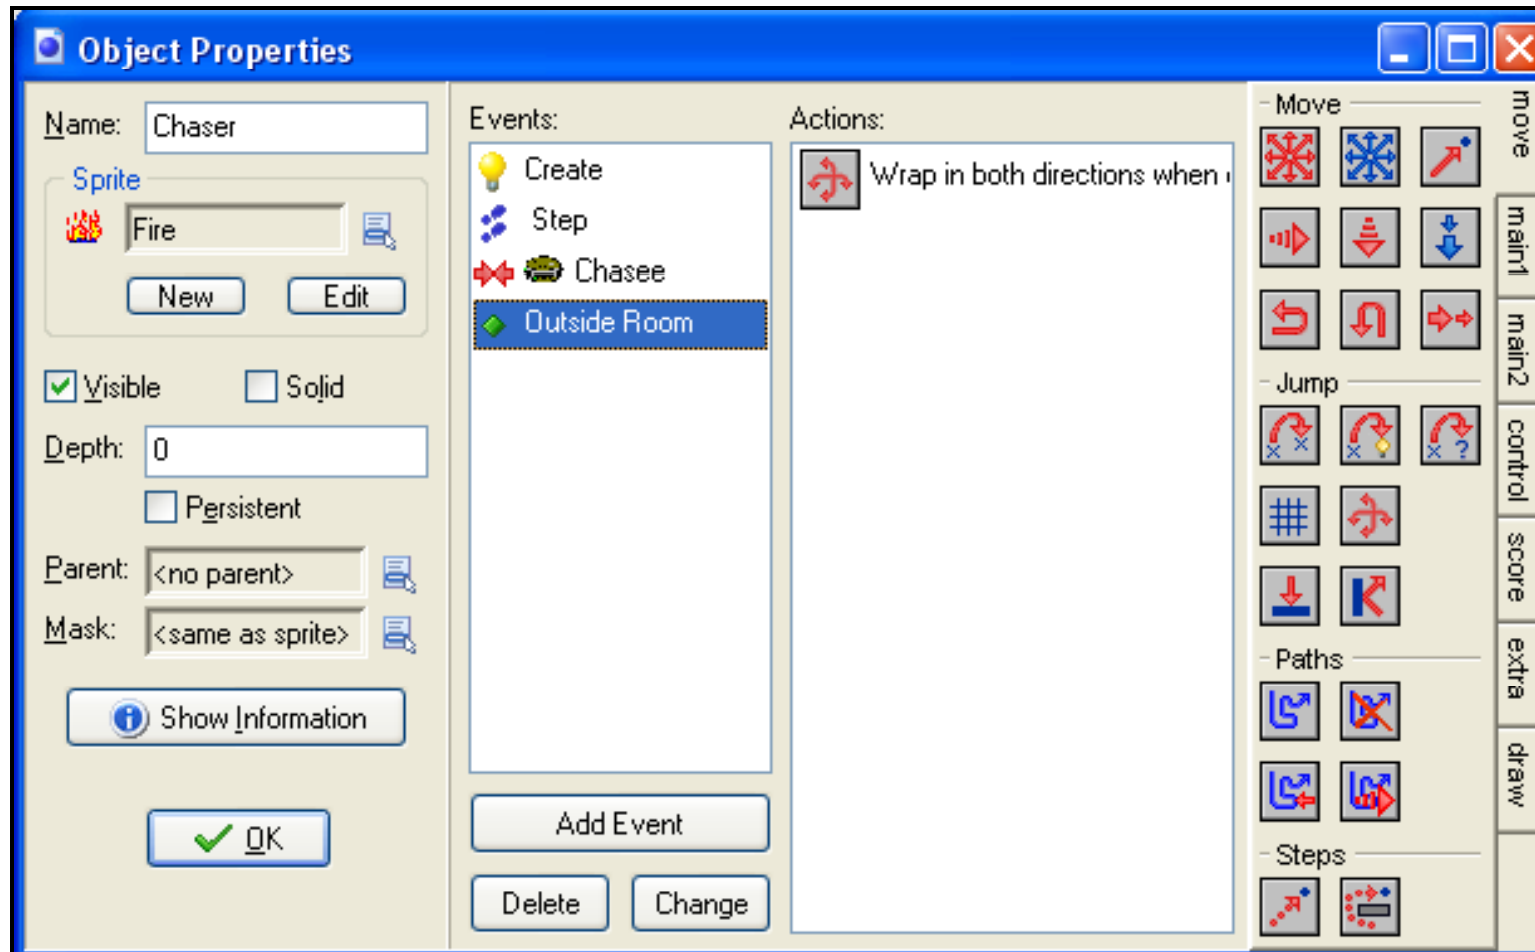 Object Properties
Name: Chaser
Sprite
Fire
New Edit
Visible Solid
Depth: 0
Persistent
Parent: <no parent>
Mask: <same as sprite>
Show Information
OK
Events:
Create
Step
Chasee
Outside Room
Add Event
Delete Change
Actions:
Wrap in both directions when
Move
Jump
Paths
Steps
move
main1
main2
control
score
extra
draw